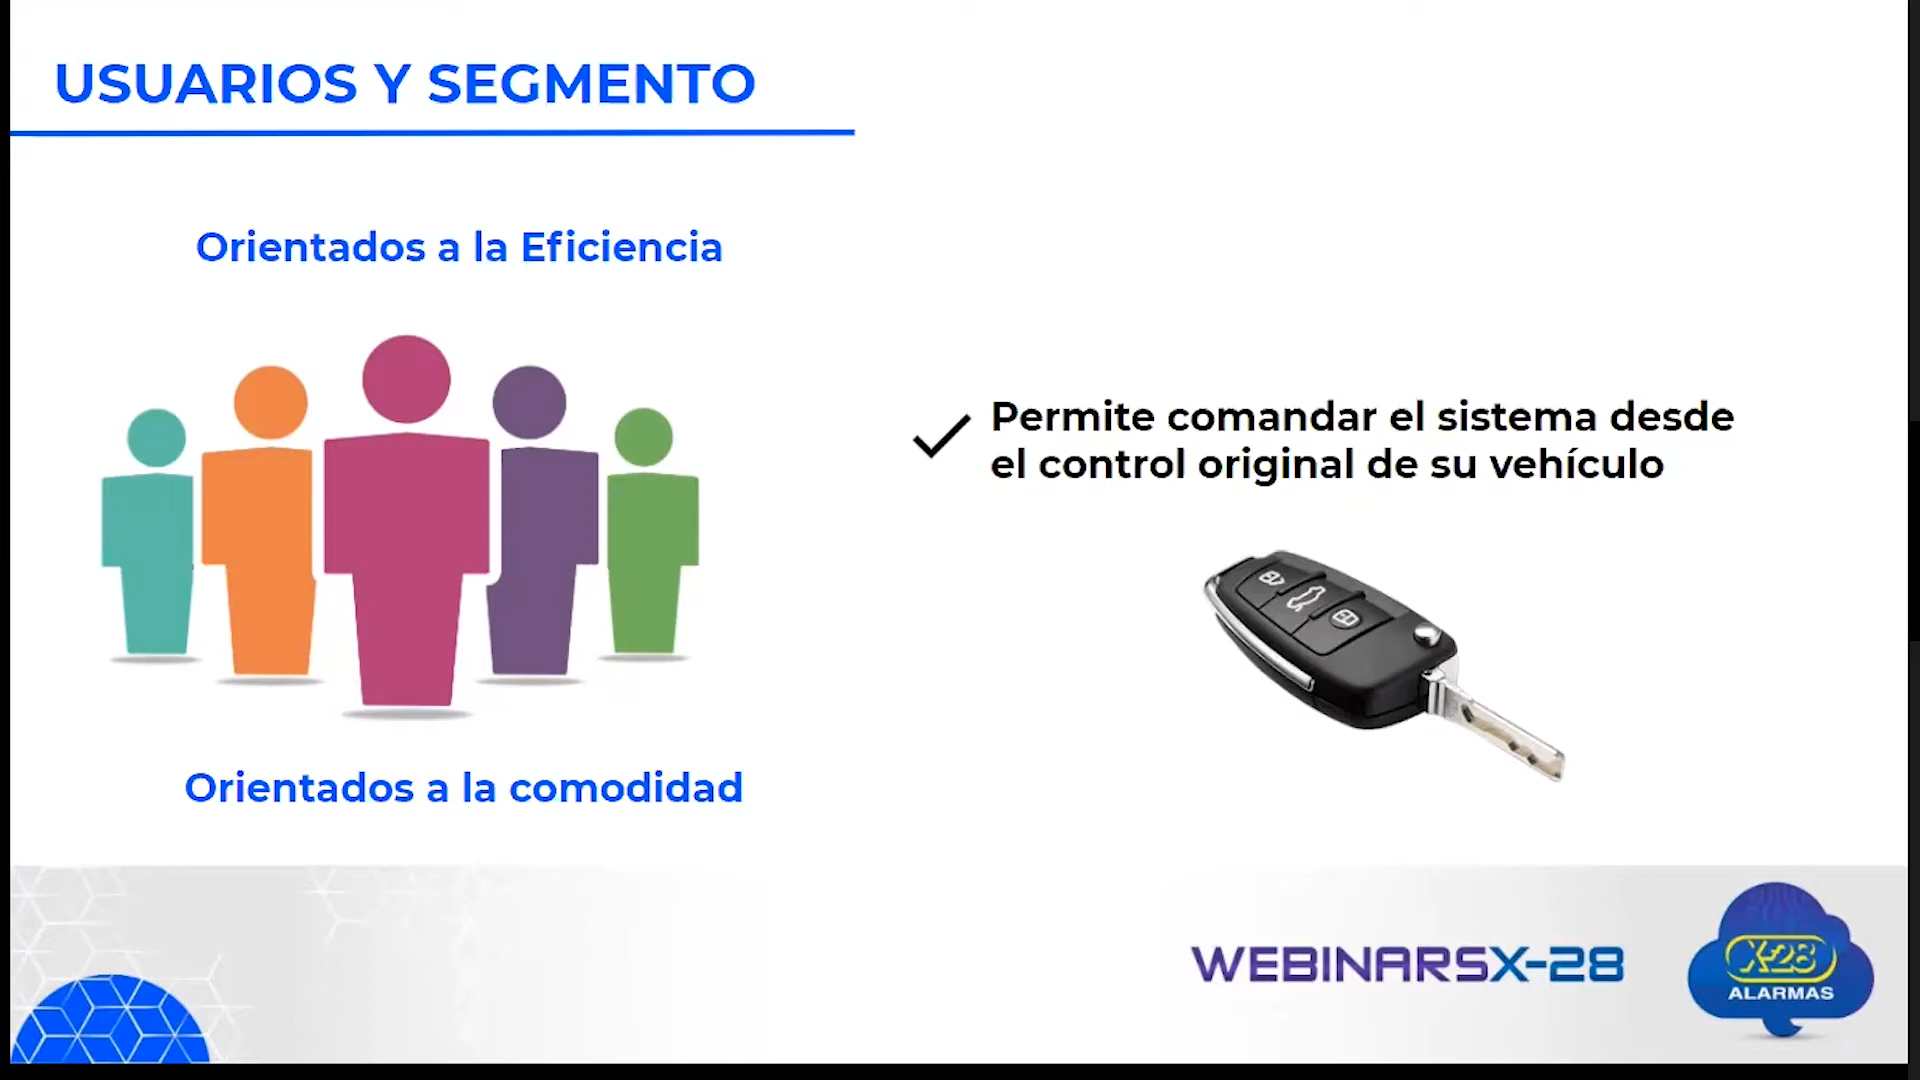 USUARIOS Y SEGMENTO
Orientados a la Eficiencia
Permite comandar el sistema desde
el control original de su vehículo
Orientados a la comodidad
WEBINARSX-28
X-28
ALARMAS